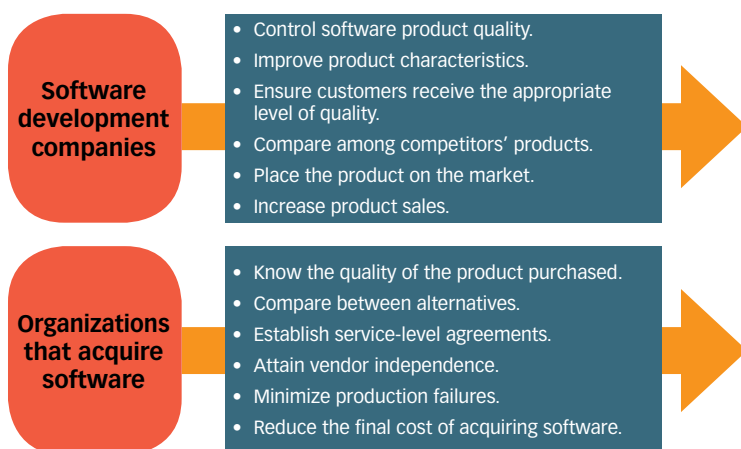 Software
development
companies
• Control software product quality.
• Improve product characteristics.
• Ensure customers receive the appropriate
level of quality.
• Compare among competitors’ products.
• Place the product on the market.
• Increase product sales.
Organizations
that acquire
software
• Know the quality of the product purchased.
• Compare between alternatives.
• Establish service-level agreements.
• Attain vendor independence.
• Minimize production failures.
• Reduce the final cost of acquiring software.